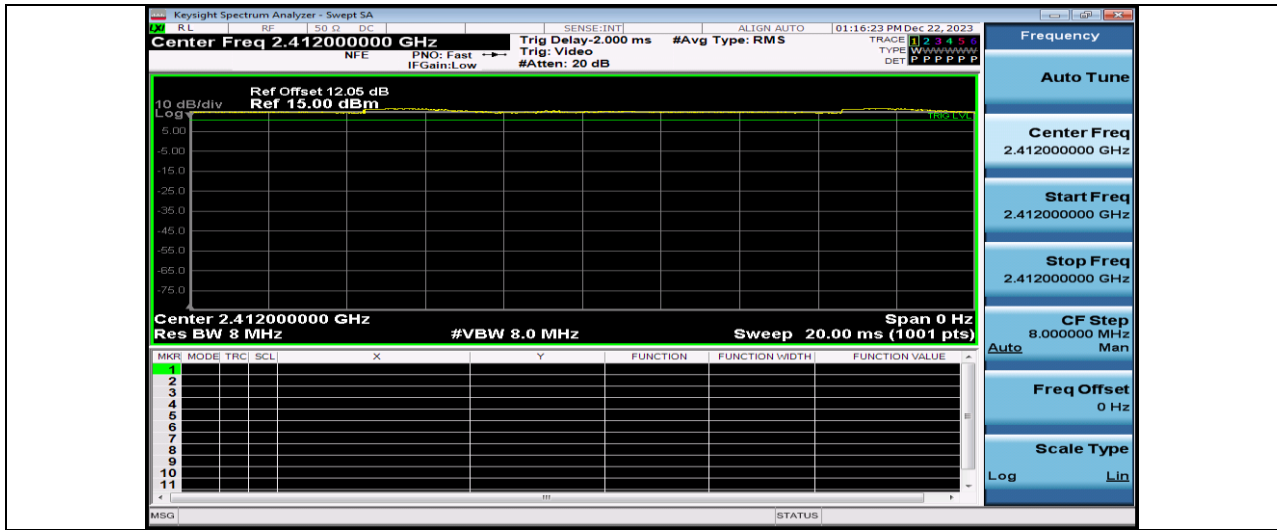 Keysight Spectrum Analyzer - Swept SA
LXI RL RF 50 Ω DC SENSE:INT ALIGN AUTO 01:16:23 PM Dec 22, 2023
Center Freq 2.412000000 GHz Trig Delay-2.000 ms #Avg Type: RMS TRACE 1 2 3 4 5 6
NFE PNO: Fast Trig: Video TYPE WWWWWW
IFGain:Low #Atten: 20 dB DET P P P P P P
Ref Offset 12.05 dB
10 dB/div Ref 15.00 dBm
Log
TRIG LVL
5.00
-5.00
-15.0
-25.0
-35.0
-45.0
-55.0
-65.0
-75.0
Center 2.412000000 GHz Span 0 Hz
Res BW 8 MHz #VBW 8.0 MHz Sweep 20.00 ms (1001 pts)
MKR MODE TRC SCL X Y FUNCTION FUNCTION WIDTH FUNCTION VALUE
1
2
3
4
5
6
7
8
9
10
11
MSG STATUS
Frequency
Auto Tune
Center Freq
2.412000000 GHz
Start Freq
2.412000000 GHz
Stop Freq
2.412000000 GHz
CF Step
8.000000 MHz
Auto Man
Freq Offset
0 Hz
Scale Type
Log Lin